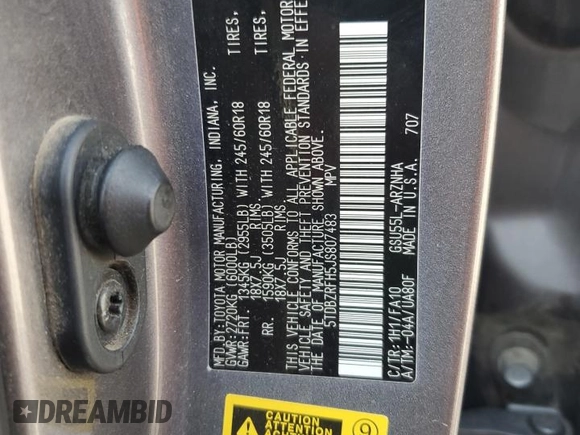 MFD BY:TOYOTA MOTOR MANUFACTURING, INDIANA, INC.
GVWR:2720KG (6000LB)
GAWR:FRT. 1345KG (2955LB) WITH 245/60R18 TIRES,
18X7.5J RIMS
RR. 1590KG (3505LB) WITH 245/60R18 TIRES,
18X7.5J RIMS
THIS VEHICLE CONFORMS TO ALL APPLICABLE FEDERAL MOTOR
VEHICLE SAFETY AND THEFT PREVENTION STANDARDS IN EFFE
ON THE DATE OF MANUFACTURE SHOWN ABOVE.
5TDBZRFH5JS807483 MPV
C/TR:1H1/FA10 GSU55L-ARZNHA
A/TM:-04A/UA80F MADE IN U.S.A. 707
CAUTION
ATTENTION
9
DREAMBID